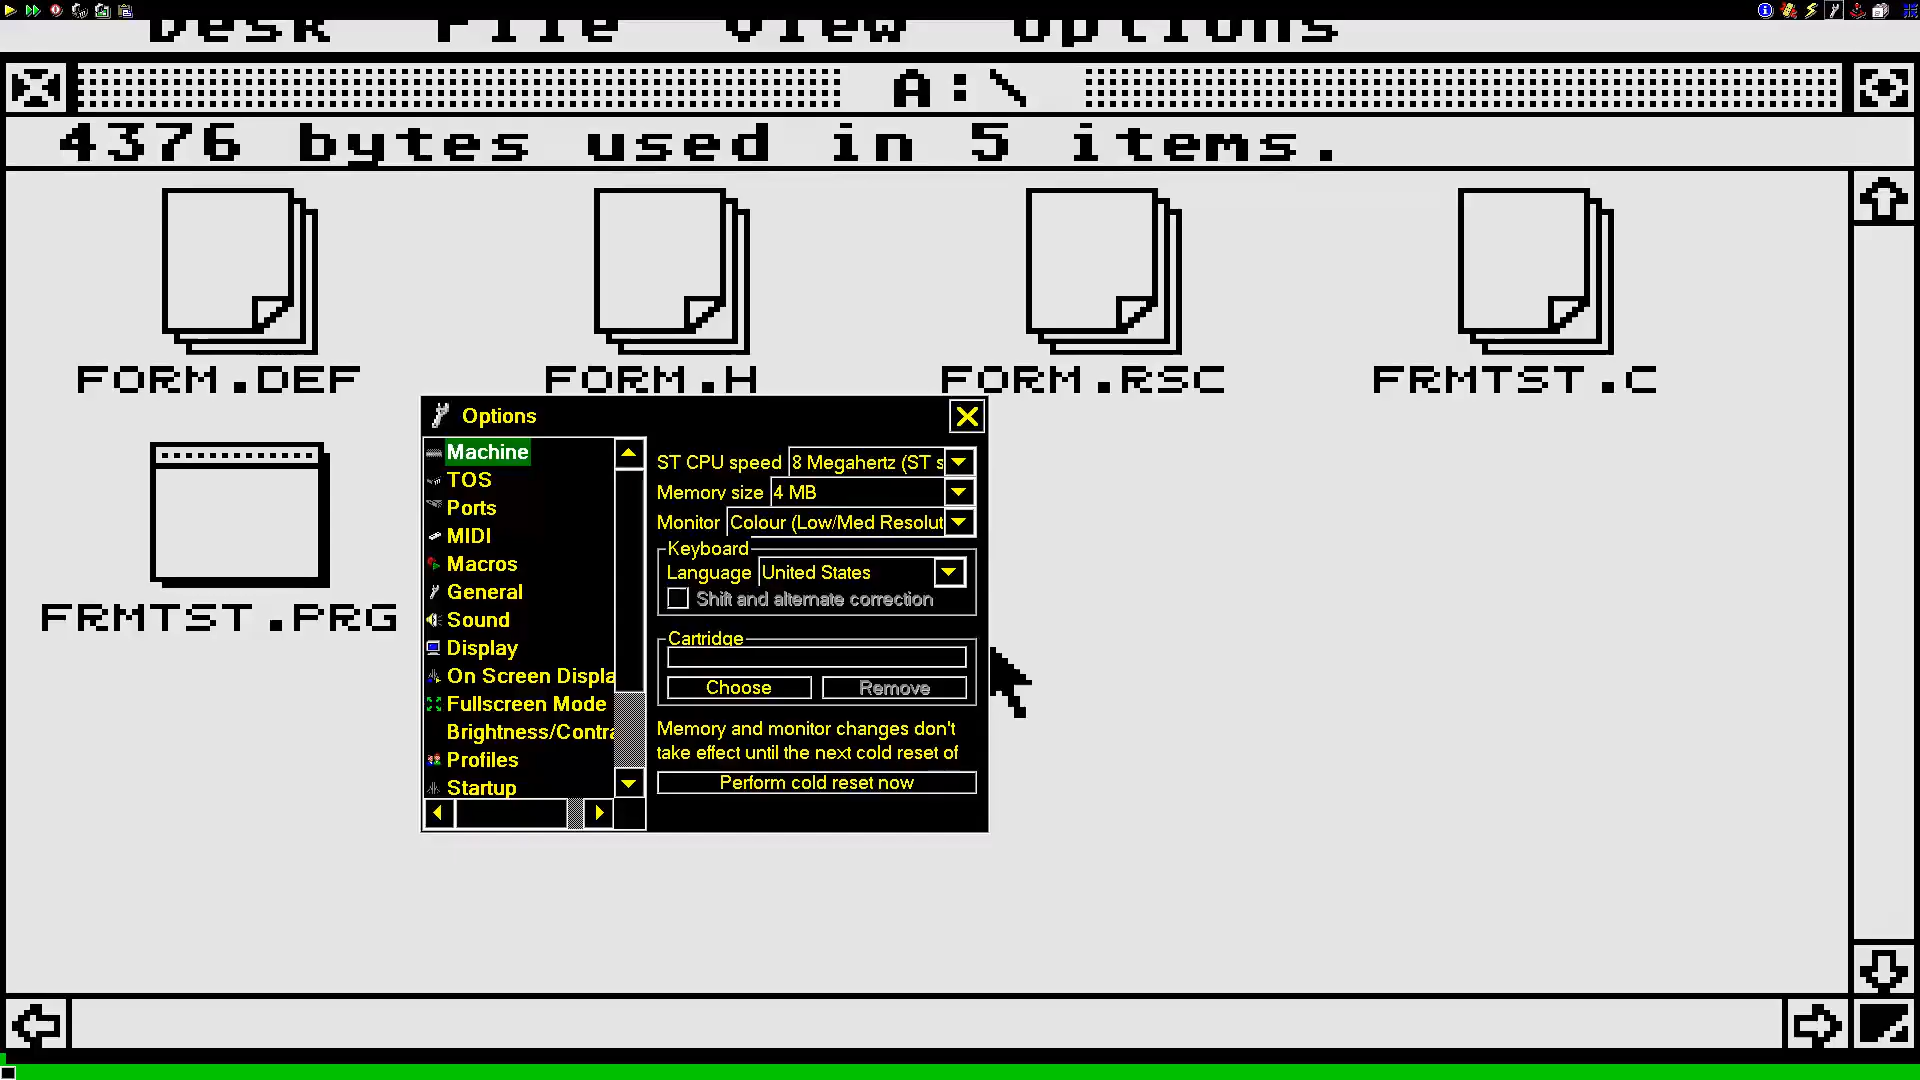 Desk File View Options
A:\
4376 bytes used in 5 items.
FORM.DEF FORM.H FORM.RSC FRMTST.C
FRMTST.PRG
Options
Machine
TOS
Ports
MIDI
Macros
General
Sound
Display
On Screen Displa
Fullscreen Mode
Brightness/Contra
Profiles
Startup
ST CPU speed 8 Megahertz (ST s
Memory size 4 MB
Monitor Colour (Low/Med Resolut
Keyboard
Language United States
Shift and alternate correction
Cartridge
Choose Remove
Memory and monitor changes don't
take effect until the next cold reset of
Perform cold reset now